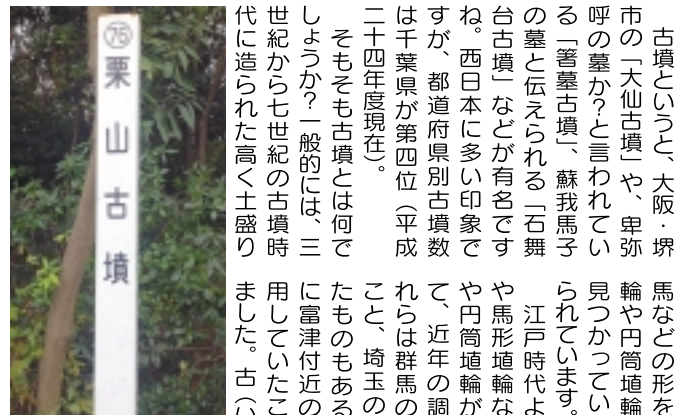 古墳というと、大阪・堺
市の「大仙古墳」や、卑弥
呼の墓か？と言われてい
る「箸墓古墳」、蘇我馬子
の墓と伝えられる「石舞
台古墳」などが有名です
ね。西日本に多い印象で
すが、都道府県別古墳数
は千葉県が第四位（平成
二十四年度現在）。
そもそも古墳とは何で
しょうか？一般的には、三
世紀から七世紀の古墳時
代に造られた高く土盛り
馬などの形を
輪や円筒埴輪
見つかってい
られています。
江戸時代よ
や馬形埴輪な
や円筒埴輪が
て、近年の調
れらは群馬の
こと、埼玉の
たものもある
に富津付近の
用していたこ
ました。古（い
75 栗山古墳